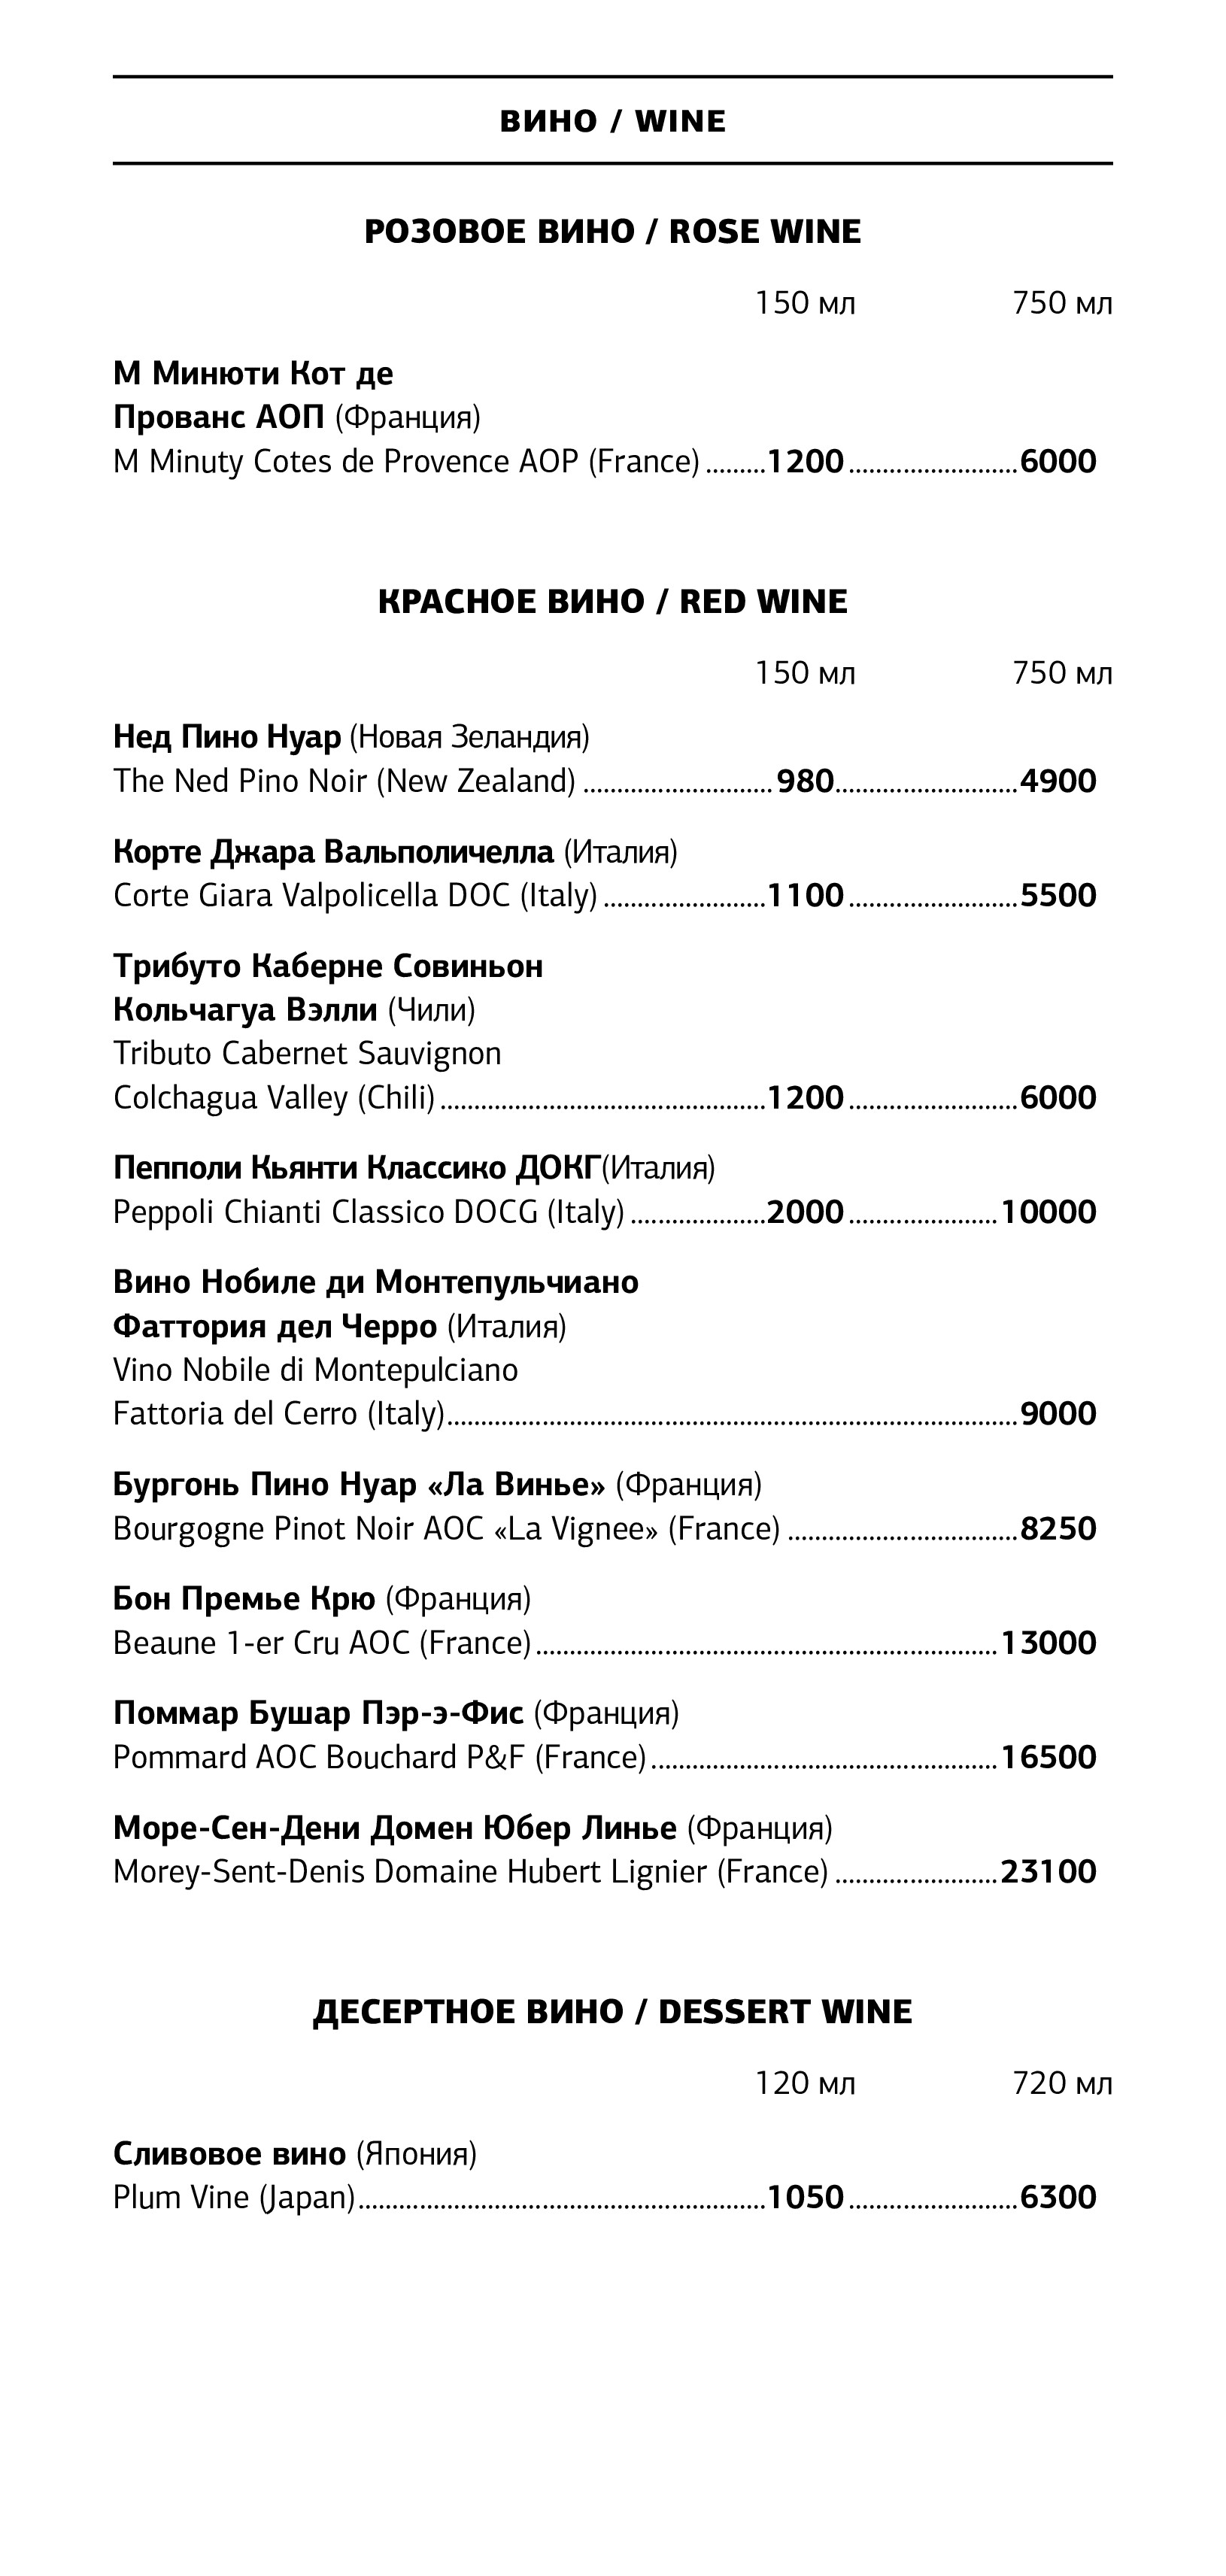 ВИНО / WINE
РОЗОВОЕ ВИНО / ROSE WINE
150 мл 750 мл
М Минюти Кот де
Прованс АОП (Франция)
M Minuty Cotes de Provence AOP (France) .........1200 .........................6000
КРАСНОЕ ВИНО / RED WINE
150 мл 750 мл
Нед Пино Нуар (Новая Зеландия)
The Ned Pino Noir (New Zealand) ............................ 980...........................4900
Корте Джара Вальполичелла (Италия)
Corte Giara Valpolicella DOC (Italy) ........................1100 .........................5500
Трибуто Каберне Совиньон
Кольчагуа Вэлли (Чили)
Tributo Cabernet Sauvignon
Colchagua Valley (Chili) ................................................1200 .........................6000
Пепполи Кьянти Классико ДОКГ(Италия)
Peppoli Chianti Classico DOCG (Italy) ....................2000 ...................... 10000
Вино Нобиле ди Монтепульчиано
Фаттория дел Черро (Италия)
Vino Nobile di Montepulciano
Fattoria del Cerro (Italy).....................................................................................9000
Бургонь Пино Нуар «Ла Винье» (Франция)
Bourgogne Pinot Noir AOC «La Vignee» (France) ..................................8250
Бон Премье Крю (Франция)
Beaune 1-er Cru AOC (France) .................................................................... 13000
Поммар Бушар Пэр-э-Фис (Франция)
Pommard AOC Bouchard P&F (France) ................................................... 16500
Море-Сен-Дени Домен Юбер Линье (Франция)
Morey-Sent-Denis Domaine Hubert Lignier (France) ........................23100
ДЕСЕРТНОЕ ВИНО / DESSERT WINE
120 мл 720 мл
Сливовое вино (Япония)
Plum Vine (Japan)............................................................1050 .........................6300